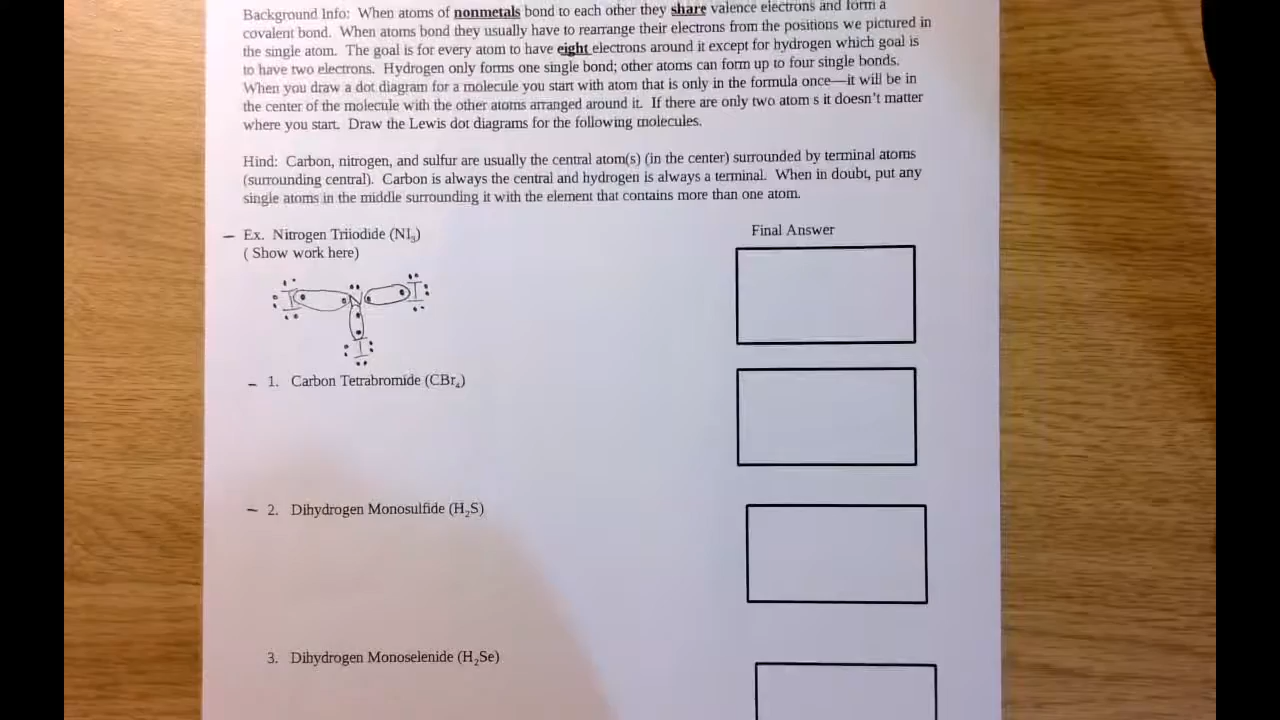 Background Info: When atoms of nonmetals bond to each other they share valence electrons and form a
covalent bond. When atoms bond they usually have to rearrange their electrons from the positions we pictured in
the single atom. The goal is for every atom to have eight electrons around it except for hydrogen which goal is
to have two electrons. Hydrogen only forms one single bond; other atoms can form up to four single bonds.
When you draw a dot diagram for a molecule you start with atom that is only in the formula once—it will be in
the center of the molecule with the other atoms arranged around it. If there are only two atom s it doesn't matter
where you start. Draw the Lewis dot diagrams for the following molecules.
Hind: Carbon, nitrogen, and sulfur are usually the central atom(s) (in the center) surrounded by terminal atoms
(surrounding central). Carbon is always the central and hydrogen is always a terminal. When in doubt, put any
single atoms in the middle surrounding it with the element that contains more than one atom.
– Ex. Nitrogen Triiodide (NI₃)
Final Answer
( Show work here)
I N I
I
– 1. Carbon Tetrabromide (CBr₄)
– 2. Dihydrogen Monosulfide (H₂S)
3. Dihydrogen Monoselenide (H₂Se)